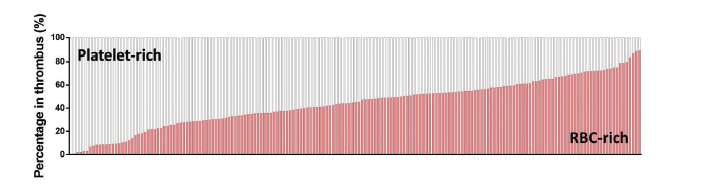 Percentage in thrombus (%)
100
80
60
40
20
0
Platelet-rich
RBC-rich